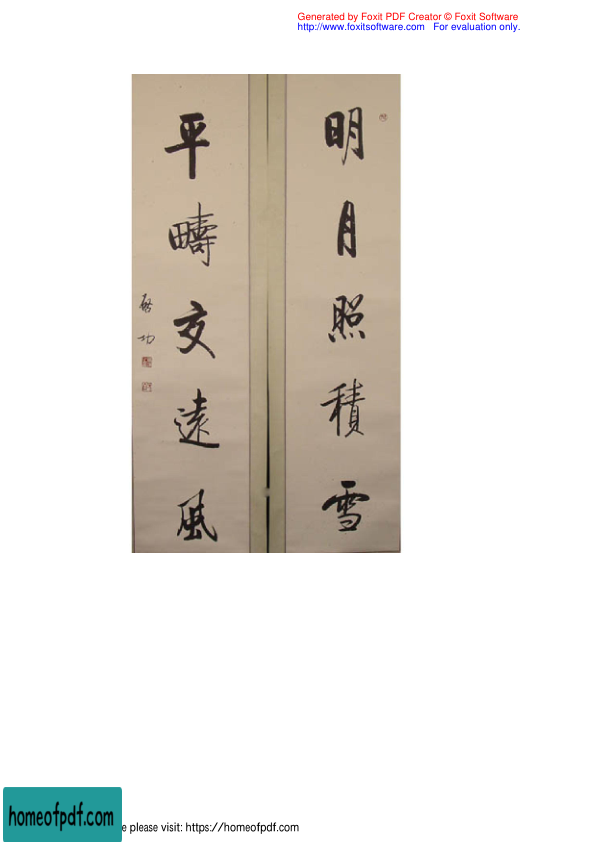 Generated by Foxit PDF Creator © Foxit Software
http://www.foxitsoftware.com For evaluation only.
明月照積雪
平疇交遠風
啟功
homeofpdf.com
e please visit: https://homeofpdf.com